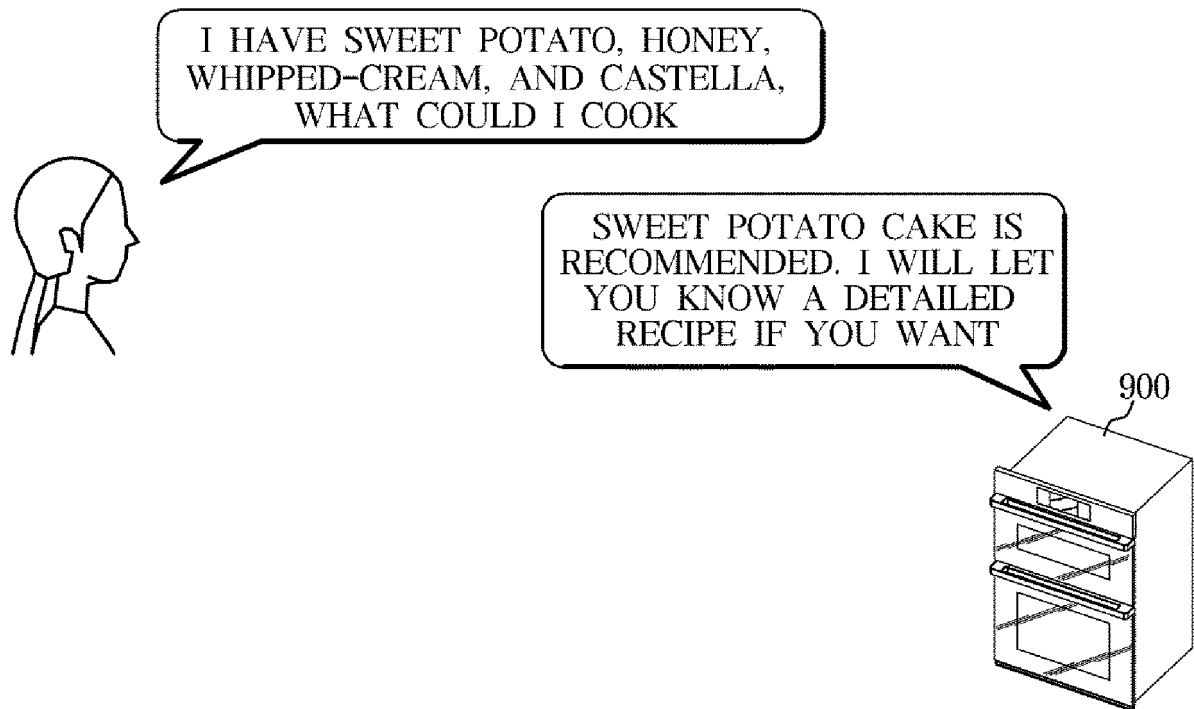 I HAVE SWEET POTATO, HONEY,
WHIPPED-CREAM, AND CASTELLA,
WHAT COULD I COOK
SWEET POTATO CAKE IS
RECOMMENDED. I WILL LET
YOU KNOW A DETAILED
RECIPE IF YOU WANT
900